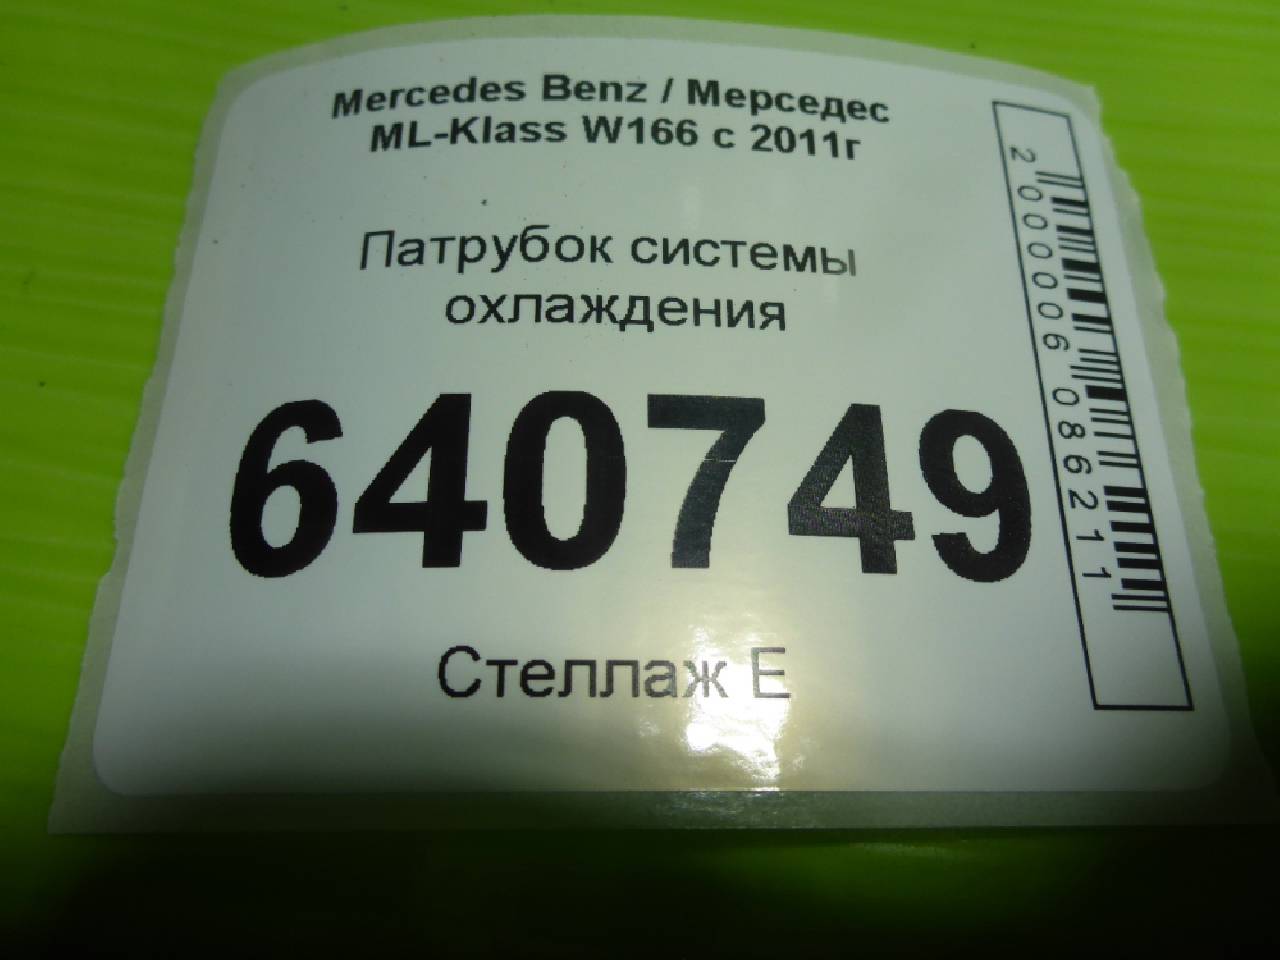 Mercedes Benz / Мерседес
ML-Klass W166 с 2011г
Патрубок системы
охлаждения
640749
Стеллаж Е
2000006086211